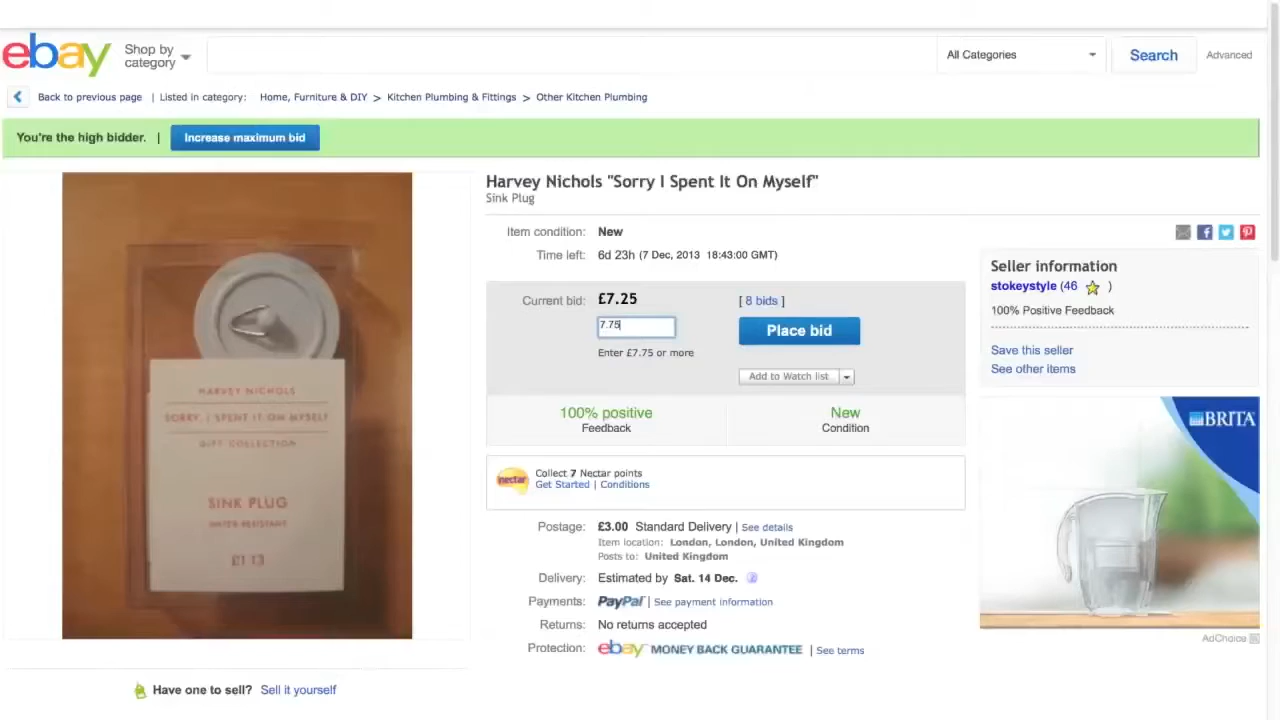 ebay
Shop by category
All Categories
Search
Advanced
Back to previous page | Listed in category: Home, Furniture & DIY > Kitchen Plumbing & Fittings > Other Kitchen Plumbing
You're the high bidder. | Increase maximum bid
Harvey Nichols "Sorry I Spent It On Myself"
Sink Plug
Item condition: New
Time left: 6d 23h (7 Dec, 2013 18:43:00 GMT)
Current bid: £7.25 [ 8 bids ]
7.75
Place bid
Enter £7.75 or more
Add to Watch list
100% positive
Feedback
New
Condition
nectar
Collect 7 Nectar points
Get Started | Conditions
Postage: £3.00 Standard Delivery | See details
Item location: London, London, United Kingdom
Posts to: United Kingdom
Delivery: Estimated by Sat. 14 Dec.
Payments: PayPal | See payment information
Returns: No returns accepted
Protection: ebay MONEY BACK GUARANTEE | See terms
Seller information
stokeystyle (46 )
100% Positive Feedback
Save this seller
See other items
BRITA
AdChoice
HARVEY NICHOLS
SORRY, I SPENT IT ON MYSELF
GIFT COLLECTION
SINK PLUG
WATER RESISTANT
£1.13
Have one to sell? Sell it yourself